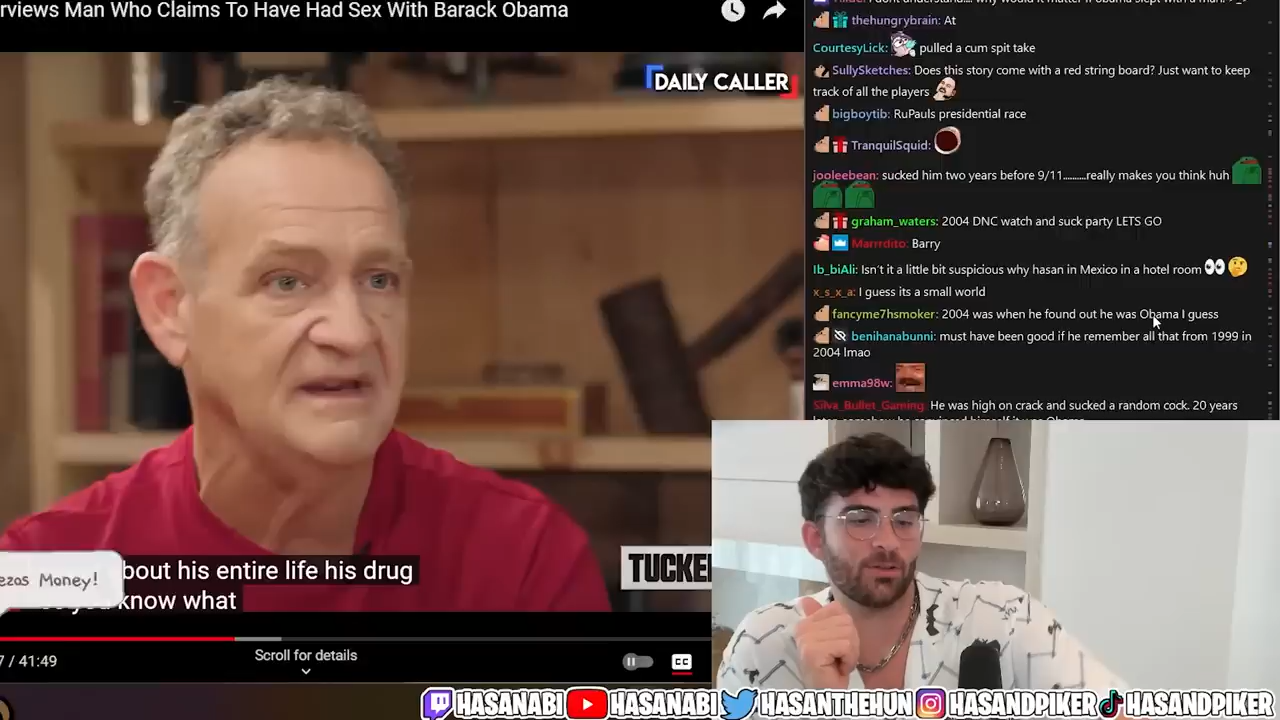 rviews Man Who Claims To Have Had Sex With Barack Obama
DAILY CALLER
thehungrybrain: At
CourtesyLick: pulled a cum spit take
SullySketches: Does this story come with a red string board? Just want to keep
track of all the players
bigboytib: RuPauls presidential race
TranquilSquid:
jooleebean: sucked him two years before 9/11..........really makes you think huh
graham_waters: 2004 DNC watch and suck party LETS GO
Marrrdito: Barry
Ib_biAli: Isn't it a little bit suspicious why hasan in Mexico in a hotel room
x_s_x_a: I guess its a small world
fancyme7hsmoker: 2004 was when he found out he was Obama I guess
benihanabunni: must have been good if he remember all that from 1999 in
2004 lmao
emma98w:
Silva_Bullet_Gaming: He was high on crack and sucked a random cock. 20 years
ezas Money!
bout his entire life his drug
you know what
TUCKE
7 / 41:49
Scroll for details
CC
HASANABI HASANABI HASANTHEHUN HASANDPIKER HASANDPIKER